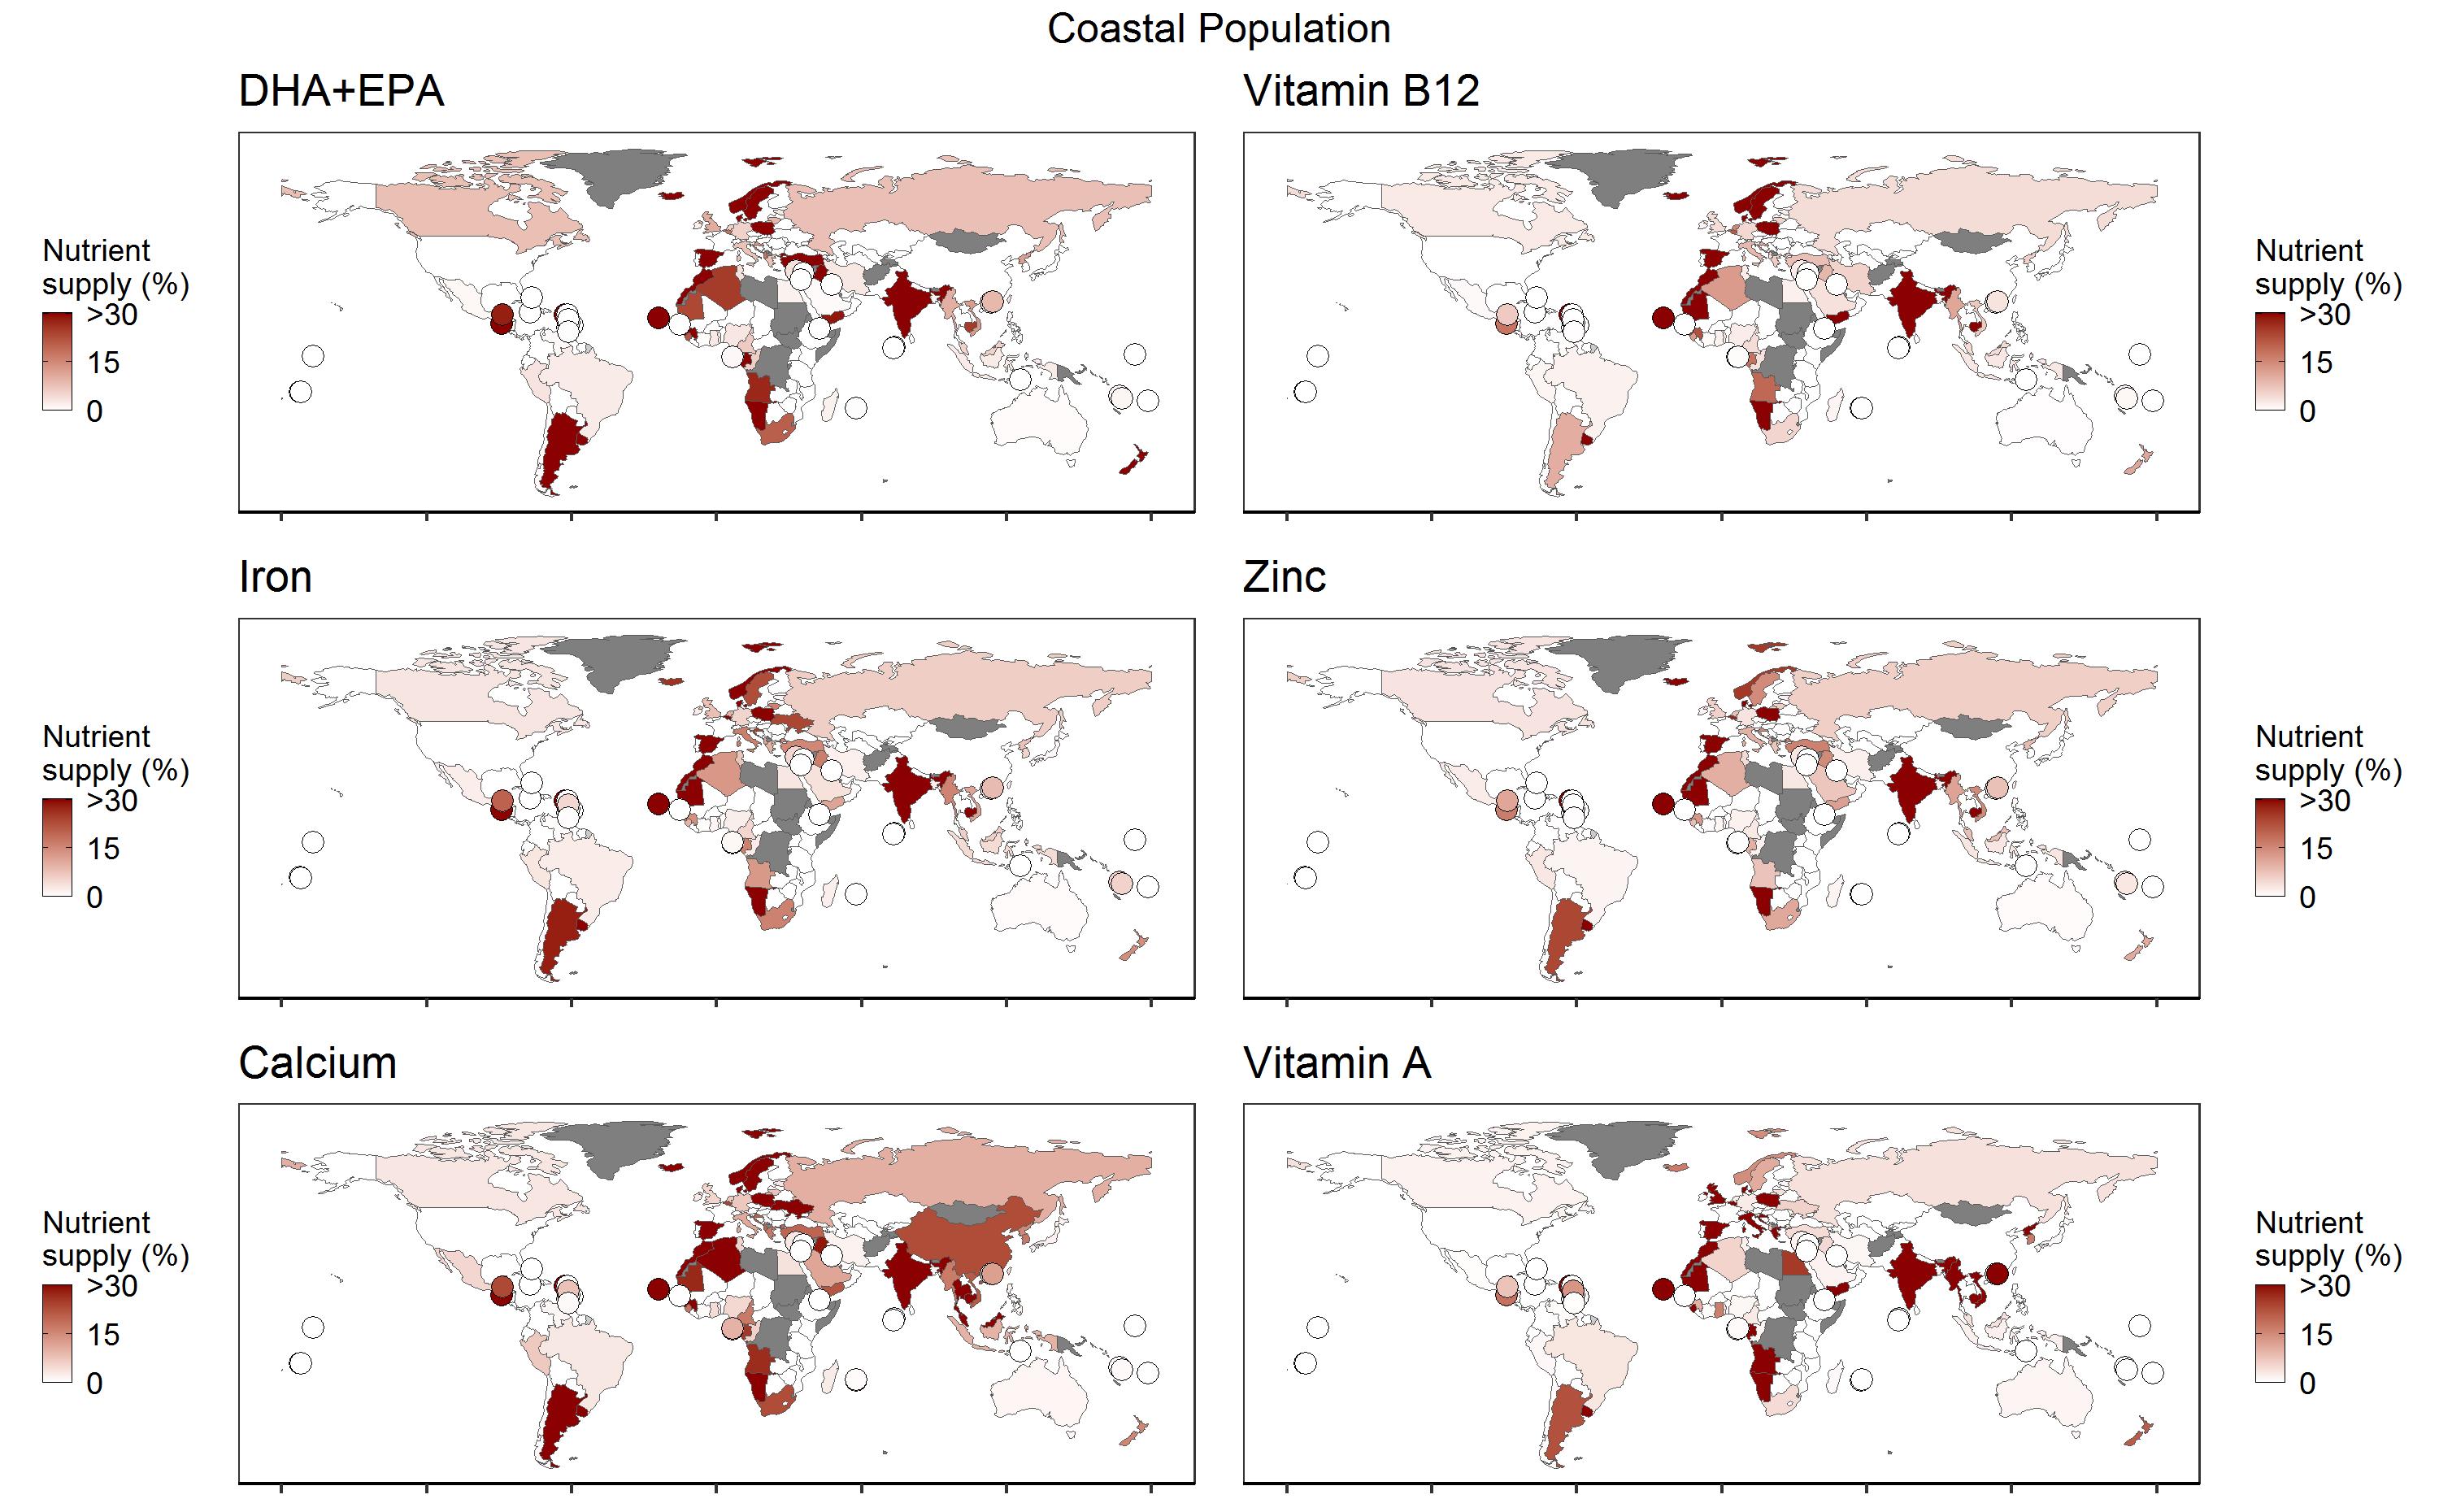 Coastal Population
DHA+EPA
Vitamin B12
Nutrient
supply (%)
>30
15
0
Nutrient
supply (%)
>30
15
0
Iron
Zinc
Nutrient
supply (%)
>30
15
0
Nutrient
supply (%)
>30
15
0
Calcium
Vitamin A
Nutrient
supply (%)
>30
15
0
Nutrient
supply (%)
>30
15
0